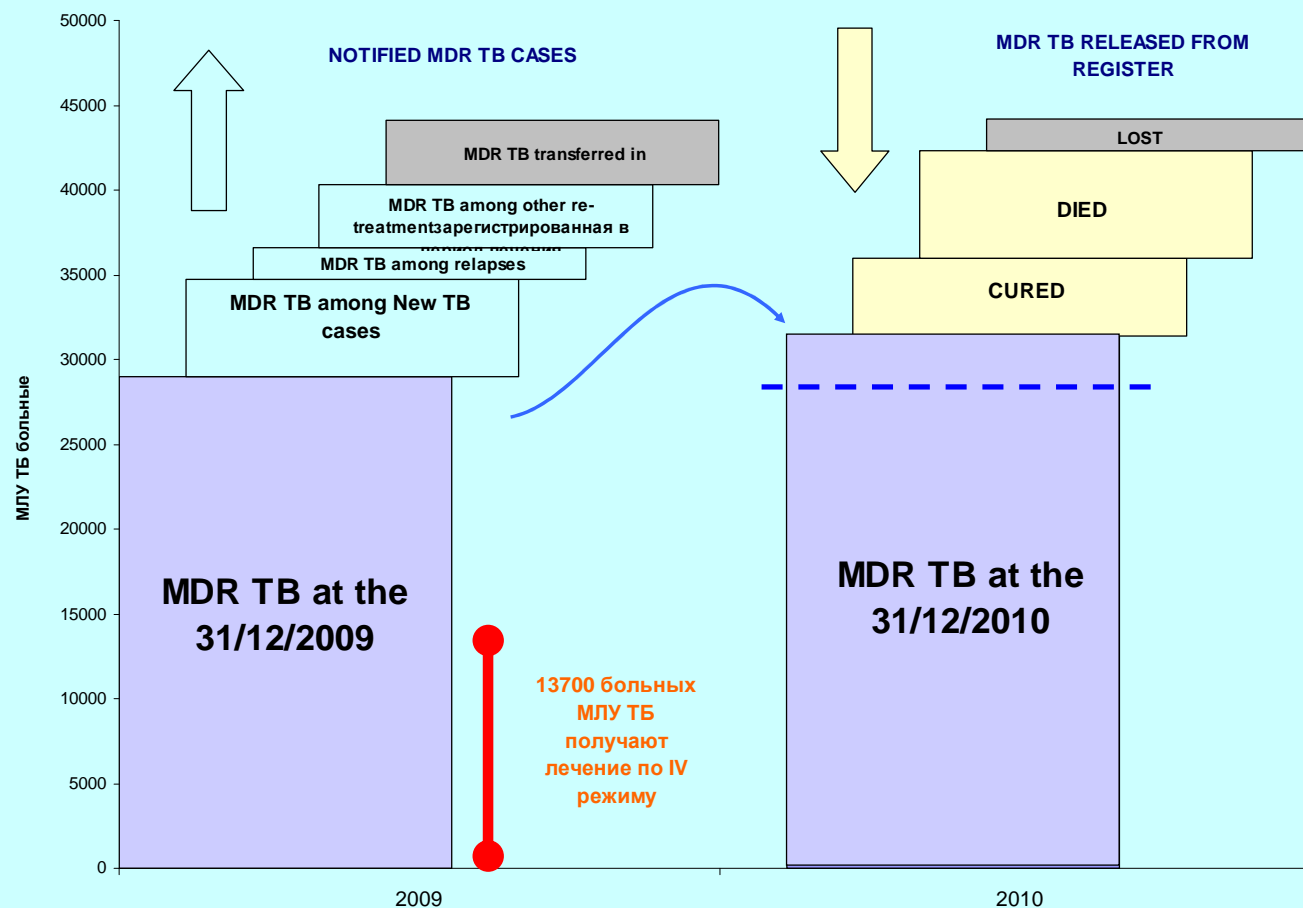 50000
45000
40000
35000
30000
25000
20000
15000
10000
5000
0
МЛУ ТБ больные
NOTIFIED MDR TB CASES
MDR TB transferred in
MDR TB among other re-
treatmentзарегистрированная в
период лечения
MDR TB among relapses
MDR TB among New TB
cases
MDR TB at the
31/12/2009
13700 больных
МЛУ ТБ
получают
лечение по IV
режиму
MDR TB RELEASED FROM
REGISTER
LOST
DIED
CURED
MDR TB at the
31/12/2010
2009
2010